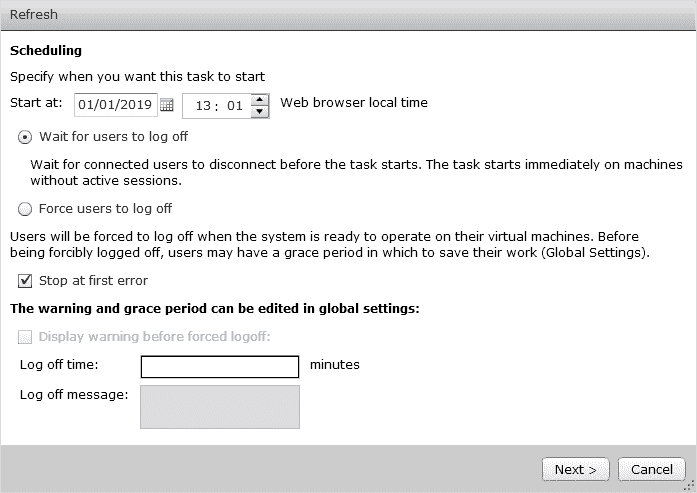 Refresh
Scheduling
Specify when you want this task to start
Start at: 01/01/2019 13 : 01 Web browser local time
Wait for users to log off
Wait for connected users to disconnect before the task starts. The task starts immediately on machines
without active sessions.
Force users to log off
Users will be forced to log off when the system is ready to operate on their virtual machines. Before
being forcibly logged off, users may have a grace period in which to save their work (Global Settings).
Stop at first error
The warning and grace period can be edited in global settings:
Display warning before forced logoff:
Log off time: minutes
Log off message:
Next > Cancel